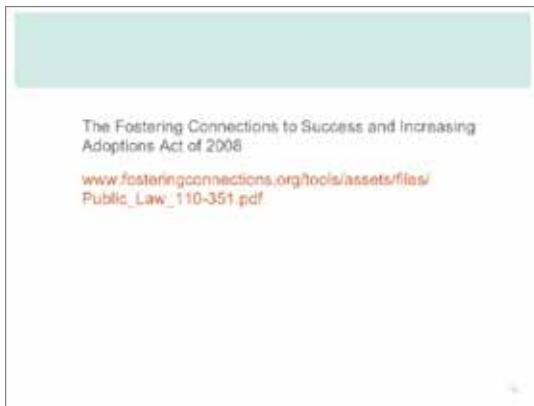 The Fostering Connections to Success and Increasing
Adoptions Act of 2008
www.fosteringconnections.org/tools/assets/files/
Public_Law_110-351.pdf